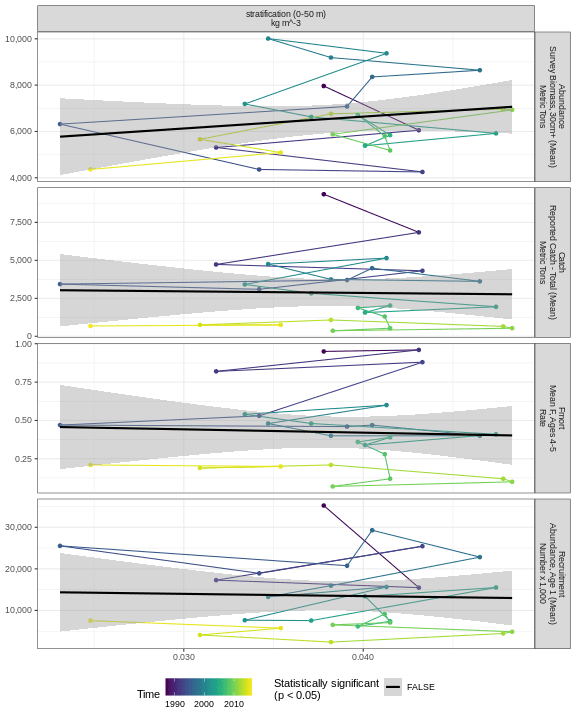 stratification (0-50 m)
kg m^-3
10,000
8,000
6,000
4,000
Abundance
Survey Biomass, 30cm+ (Mean)
Metric Tons
7,500
5,000
2,500
0
Catch
Reported Catch - Total (Mean)
Metric Tons
1.00
0.75
0.50
0.25
Fmort
Mean F, Ages 4-5
Rate
30,000
20,000
10,000
Recruitment
Abundance, Age 1 (Mean)
Number x 1,000
0.030
0.040
Time
1990 2000 2010
Statistically significant
(p < 0.05)
FALSE